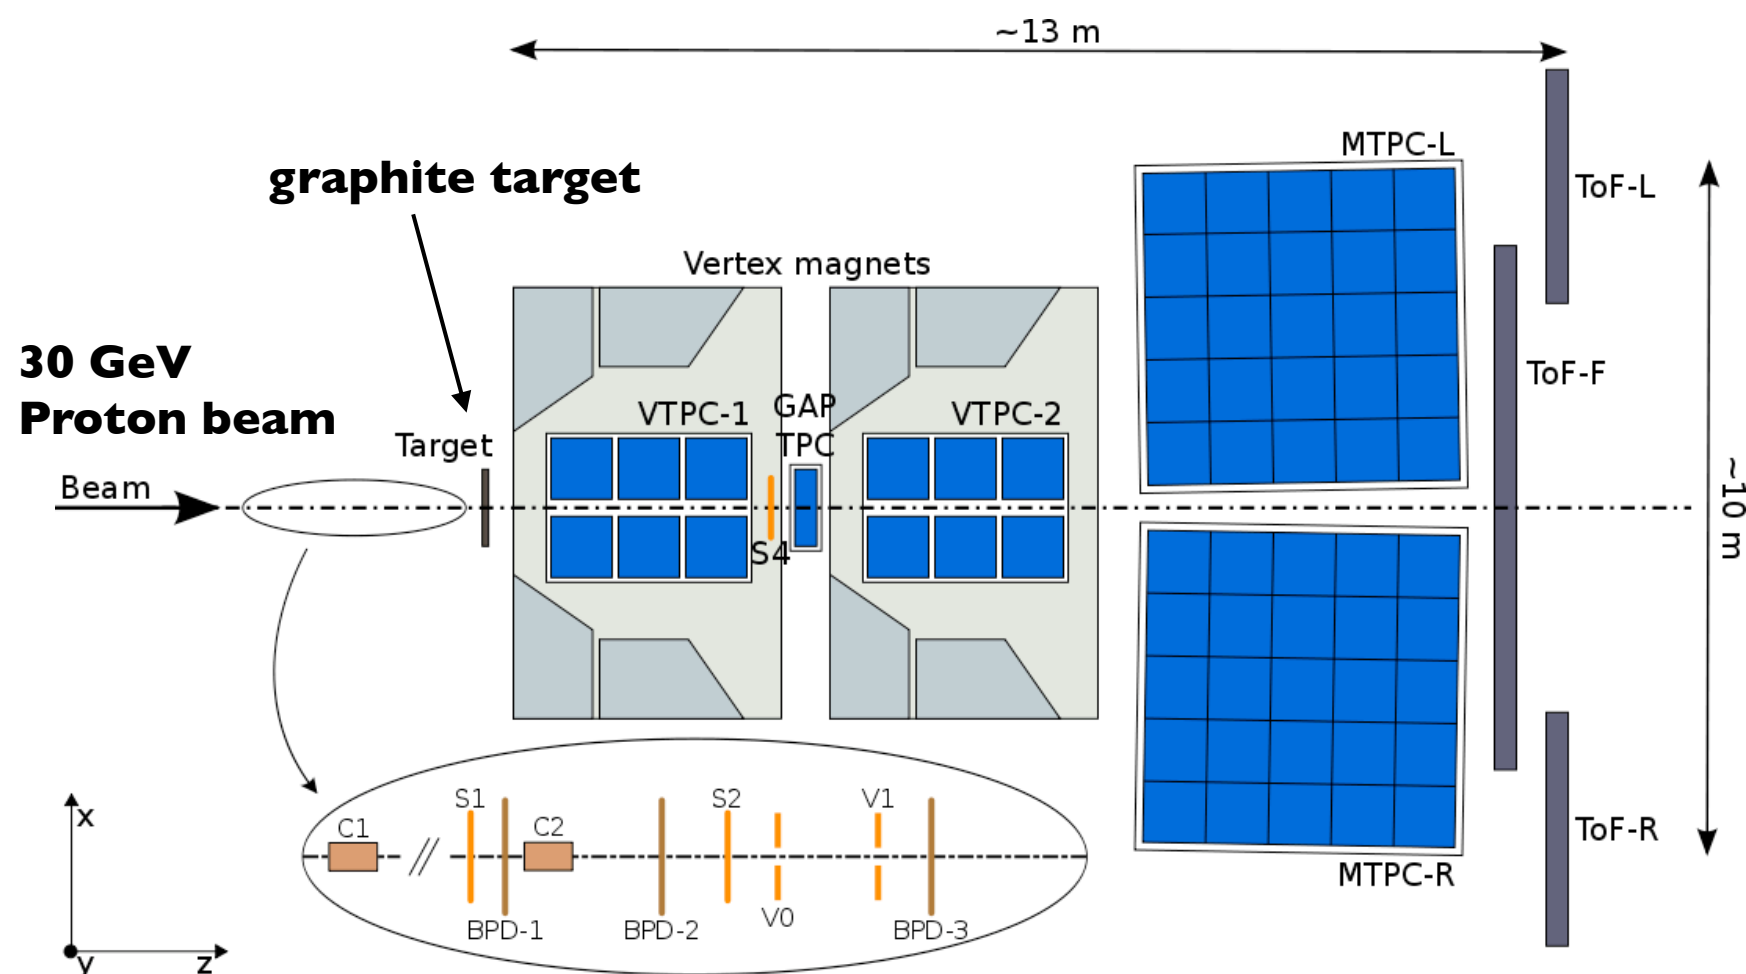 ~13 m
MTPC-L
graphite target
ToF-L
Vertex magnets
30 GeV
Proton beam
ToF-F
VTPC-1
GAP
TPC
VTPC-2
Target
Beam
S4
~10 m
S1
S2
V1
C1
C2
x
ToF-R
MTPC-R
V0
BPD-1
BPD-2
BPD-3
y
z